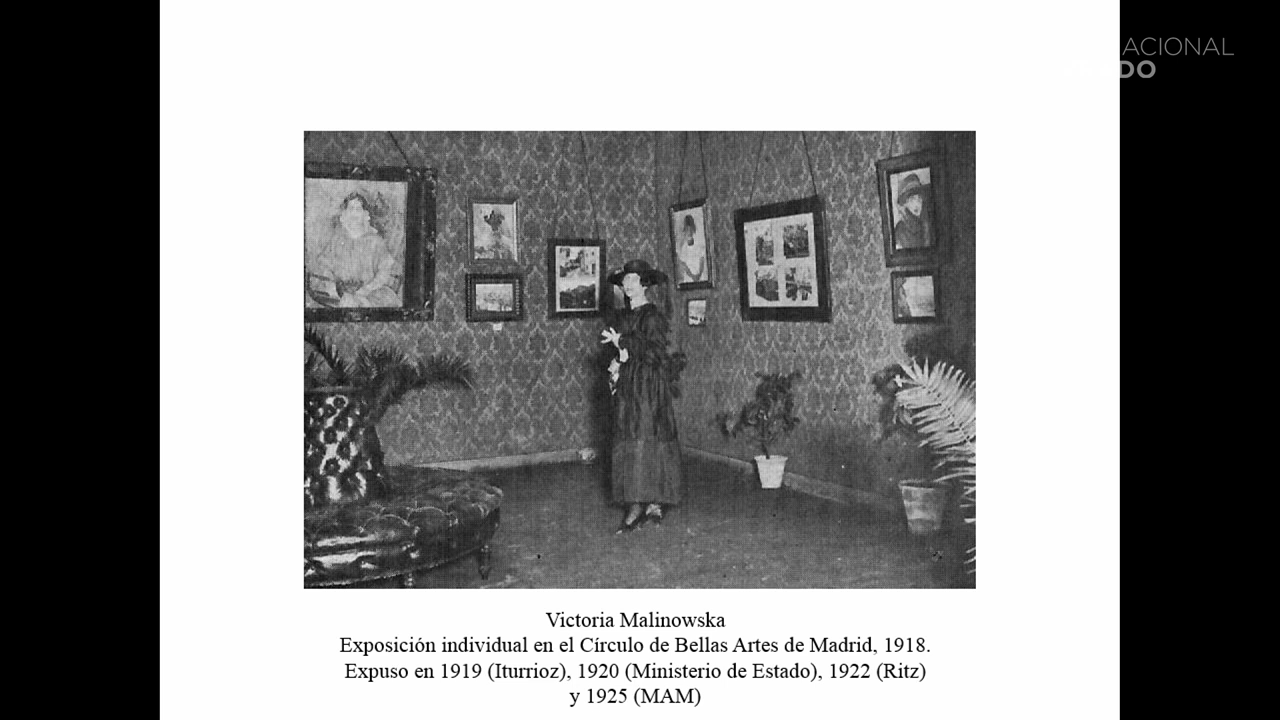 ACIONAL
DO
Victoria Malinowska
Exposición individual en el Círculo de Bellas Artes de Madrid, 1918.
Expuso en 1919 (Iturrioz), 1920 (Ministerio de Estado), 1922 (Ritz)
y 1925 (MAM)